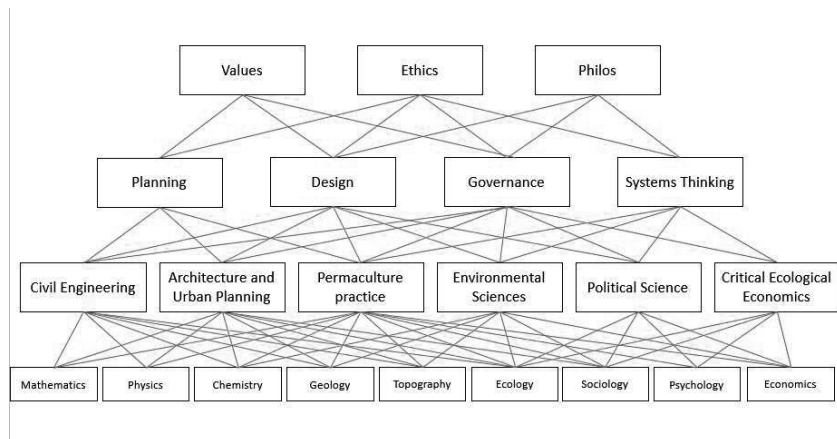 Values
Ethics
Philos
Planning
Design
Governance
Systems Thinking
Civil Engineering
Architecture and
Urban Planning
Permaculture
practice
Environmental
Sciences
Political Science
Critical Ecological
Economics
Mathematics
Physics
Chemistry
Geology
Topography
Ecology
Sociology
Psychology
Economics